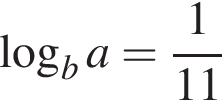 log_b a = 1/11